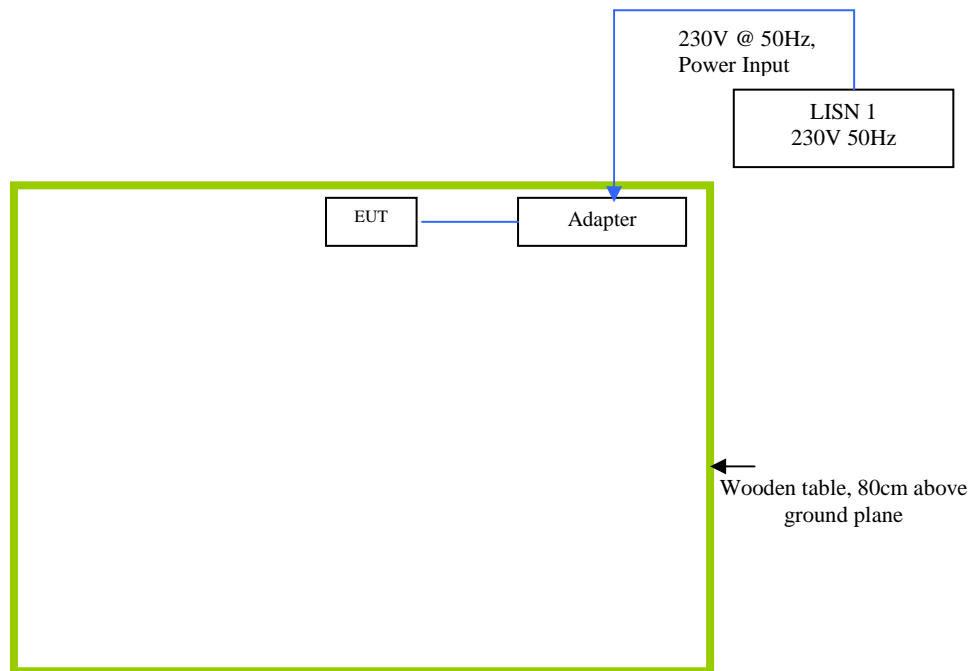 230V @ 50Hz,
Power Input
LISN 1
230V 50Hz
EUT
Adapter
Wooden table, 80cm above
ground plane